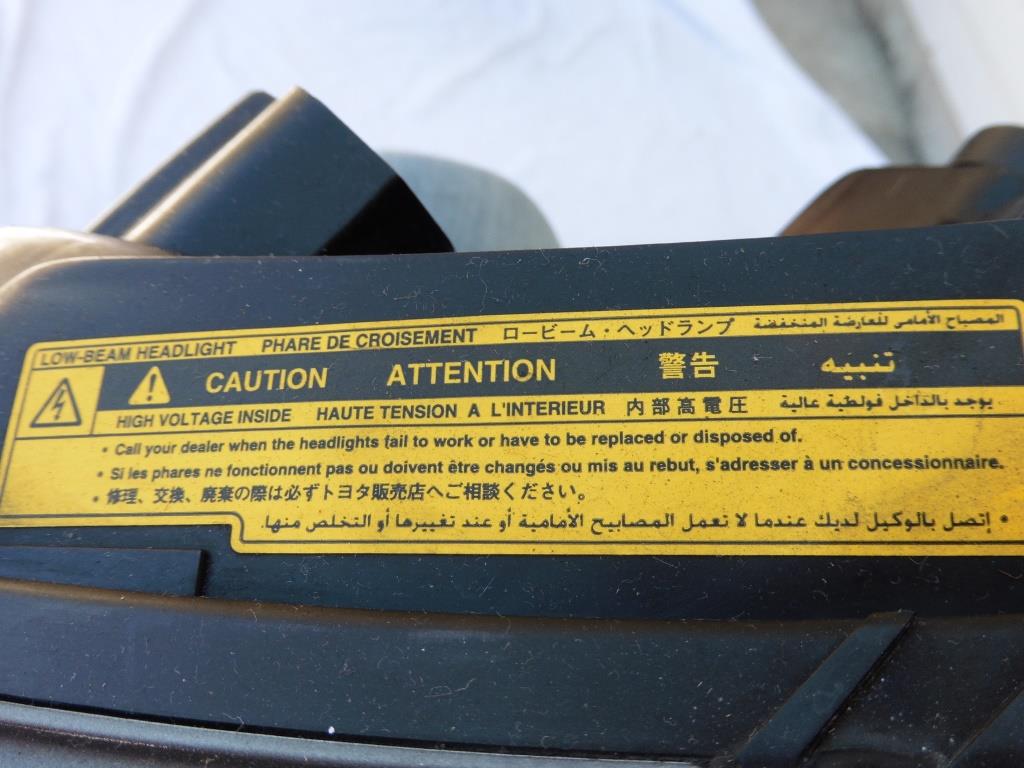 LOW-BEAM HEADLIGHT PHARE DE CROISEMENT ロービーム・ヘッドランプ المصباح الأمامى للعارضة المنخفضة
CAUTION ATTENTION 警告 تنبيه
HIGH VOLTAGE INSIDE HAUTE TENSION A L'INTERIEUR 内部高電圧 يوجد بالداخل فولطية عالية.
• Call your dealer when the headlights fail to work or have to be replaced or disposed of.
• Si les phares ne fonctionnent pas ou doivent être changés ou mis au rebut, s'adresser à un concessionnaire.
• 修理、交換、廃棄の際は必ずトヨタ販売店へご相談ください。
• إتصل بالوكيل لديك عندما لا تعمل المصابيح الأمامية أو عند تغييرها أو التخلص منها.